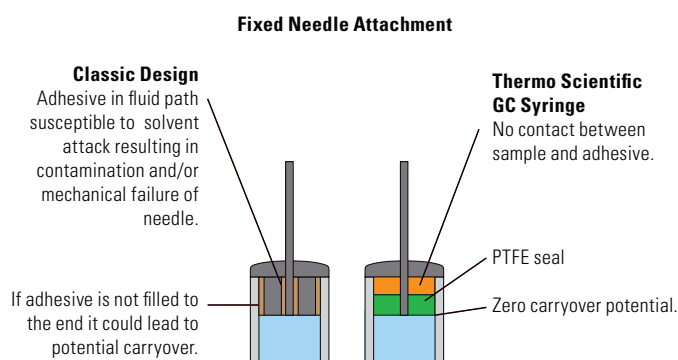 Fixed Needle Attachment
Classic Design
Adhesive in fluid path
susceptible to solvent
attack resulting in
contamination and/or
mechanical failure of
needle.
If adhesive is not filled to
the end it could lead to
potential carryover.
Thermo Scientific
GC Syringe
No contact between
sample and adhesive.
PTFE seal
Zero carryover potential.